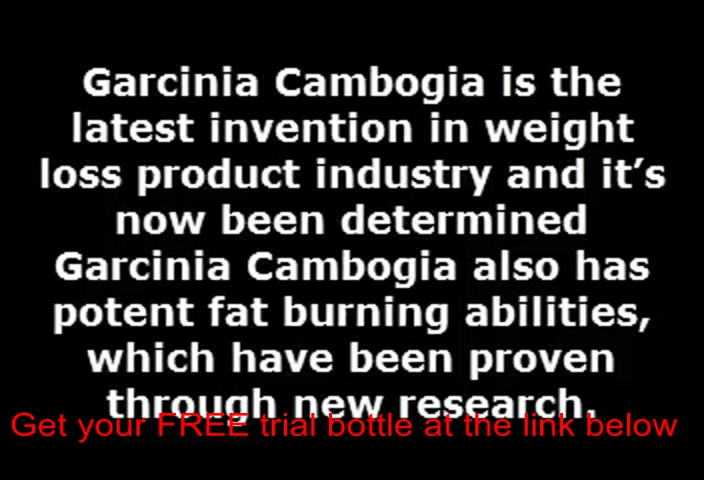 Garcinia Cambogia is the
latest invention in weight
loss product industry and it’s
now been determined
Garcinia Cambogia also has
potent fat burning abilities,
which have been proven
through new research.
Get your FREE trial bottle at the link below